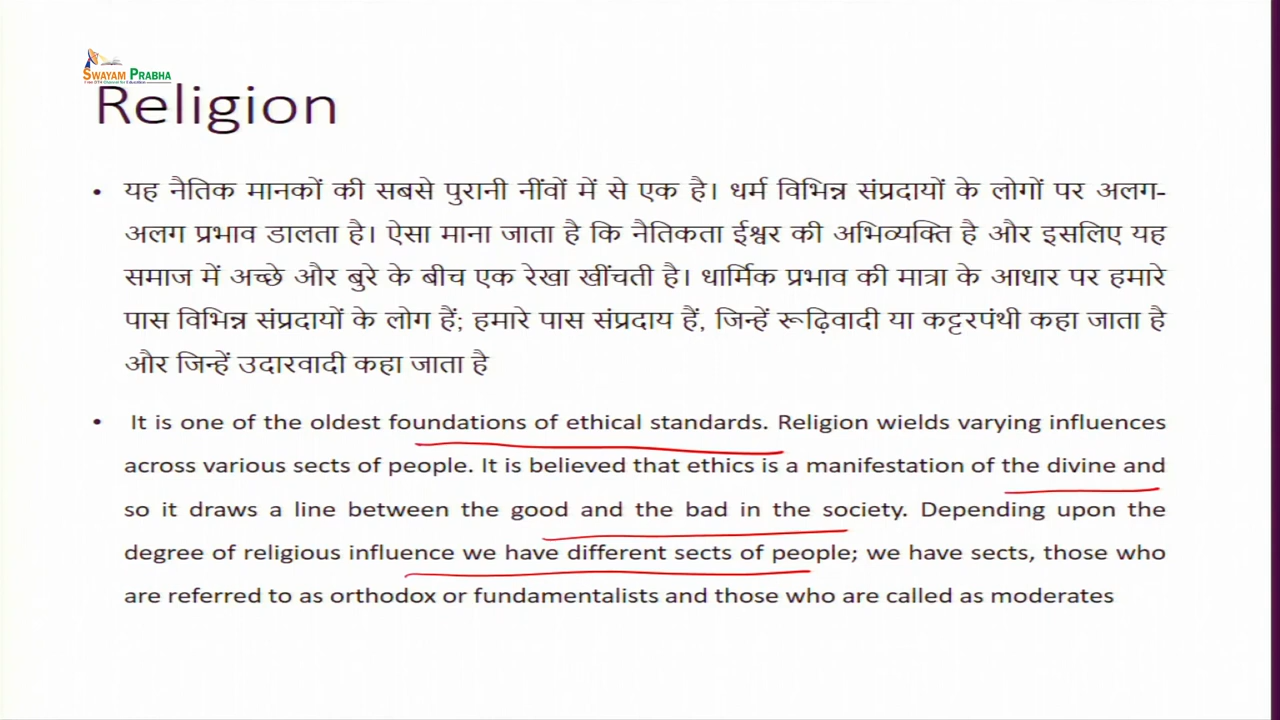 SWAYAM PRABHA
Religion
• यह नैतिक मानकों की सबसे पुरानी नींवों में से एक है। धर्म विभिन्न संप्रदायों के लोगों पर अलग-
अलग प्रभाव डालता है। ऐसा माना जाता है कि नैतिकता ईश्वर की अभिव्यक्ति है और इसलिए यह
समाज में अच्छे और बुरे के बीच एक रेखा खींचती है। धार्मिक प्रभाव की मात्रा के आधार पर हमारे
पास विभिन्न संप्रदायों के लोग हैं; हमारे पास संप्रदाय हैं, जिन्हें रूढ़िवादी या कट्टरपंथी कहा जाता है
और जिन्हें उदारवादी कहा जाता है
• It is one of the oldest foundations of ethical standards. Religion wields varying influences
across various sects of people. It is believed that ethics is a manifestation of the divine and
so it draws a line between the good and the bad in the society. Depending upon the
degree of religious influence we have different sects of people; we have sects, those who
are referred to as orthodox or fundamentalists and those who are called as moderates